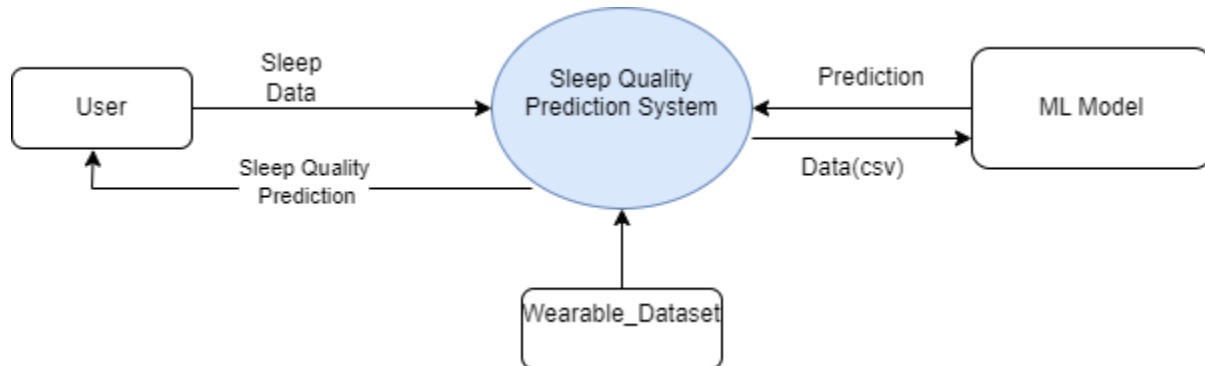 Sleep
Data
User
Sleep Quality
Prediction System
Prediction
ML Model
Sleep Quality
Prediction
Data(csv)
Wearable_Dataset